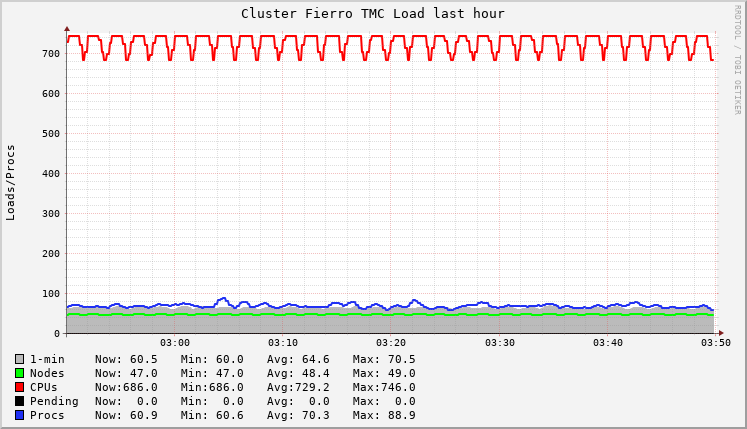 Cluster Fierro TMC Load last hour
RRDTOOL / TOBI OETIKER
Loads/Procs
700
600
500
400
300
200
100
0
03:00 03:10 03:20 03:30 03:40 03:50
1-min Now: 60.5 Min: 60.0 Avg: 64.6 Max: 70.5
Nodes Now: 47.0 Min: 47.0 Avg: 48.4 Max: 49.0
CPUs Now:686.0 Min:686.0 Avg:729.2 Max:746.0
Pending Now: 0.0 Min: 0.0 Avg: 0.0 Max: 0.0
Procs Now: 60.9 Min: 60.6 Avg: 70.3 Max: 88.9